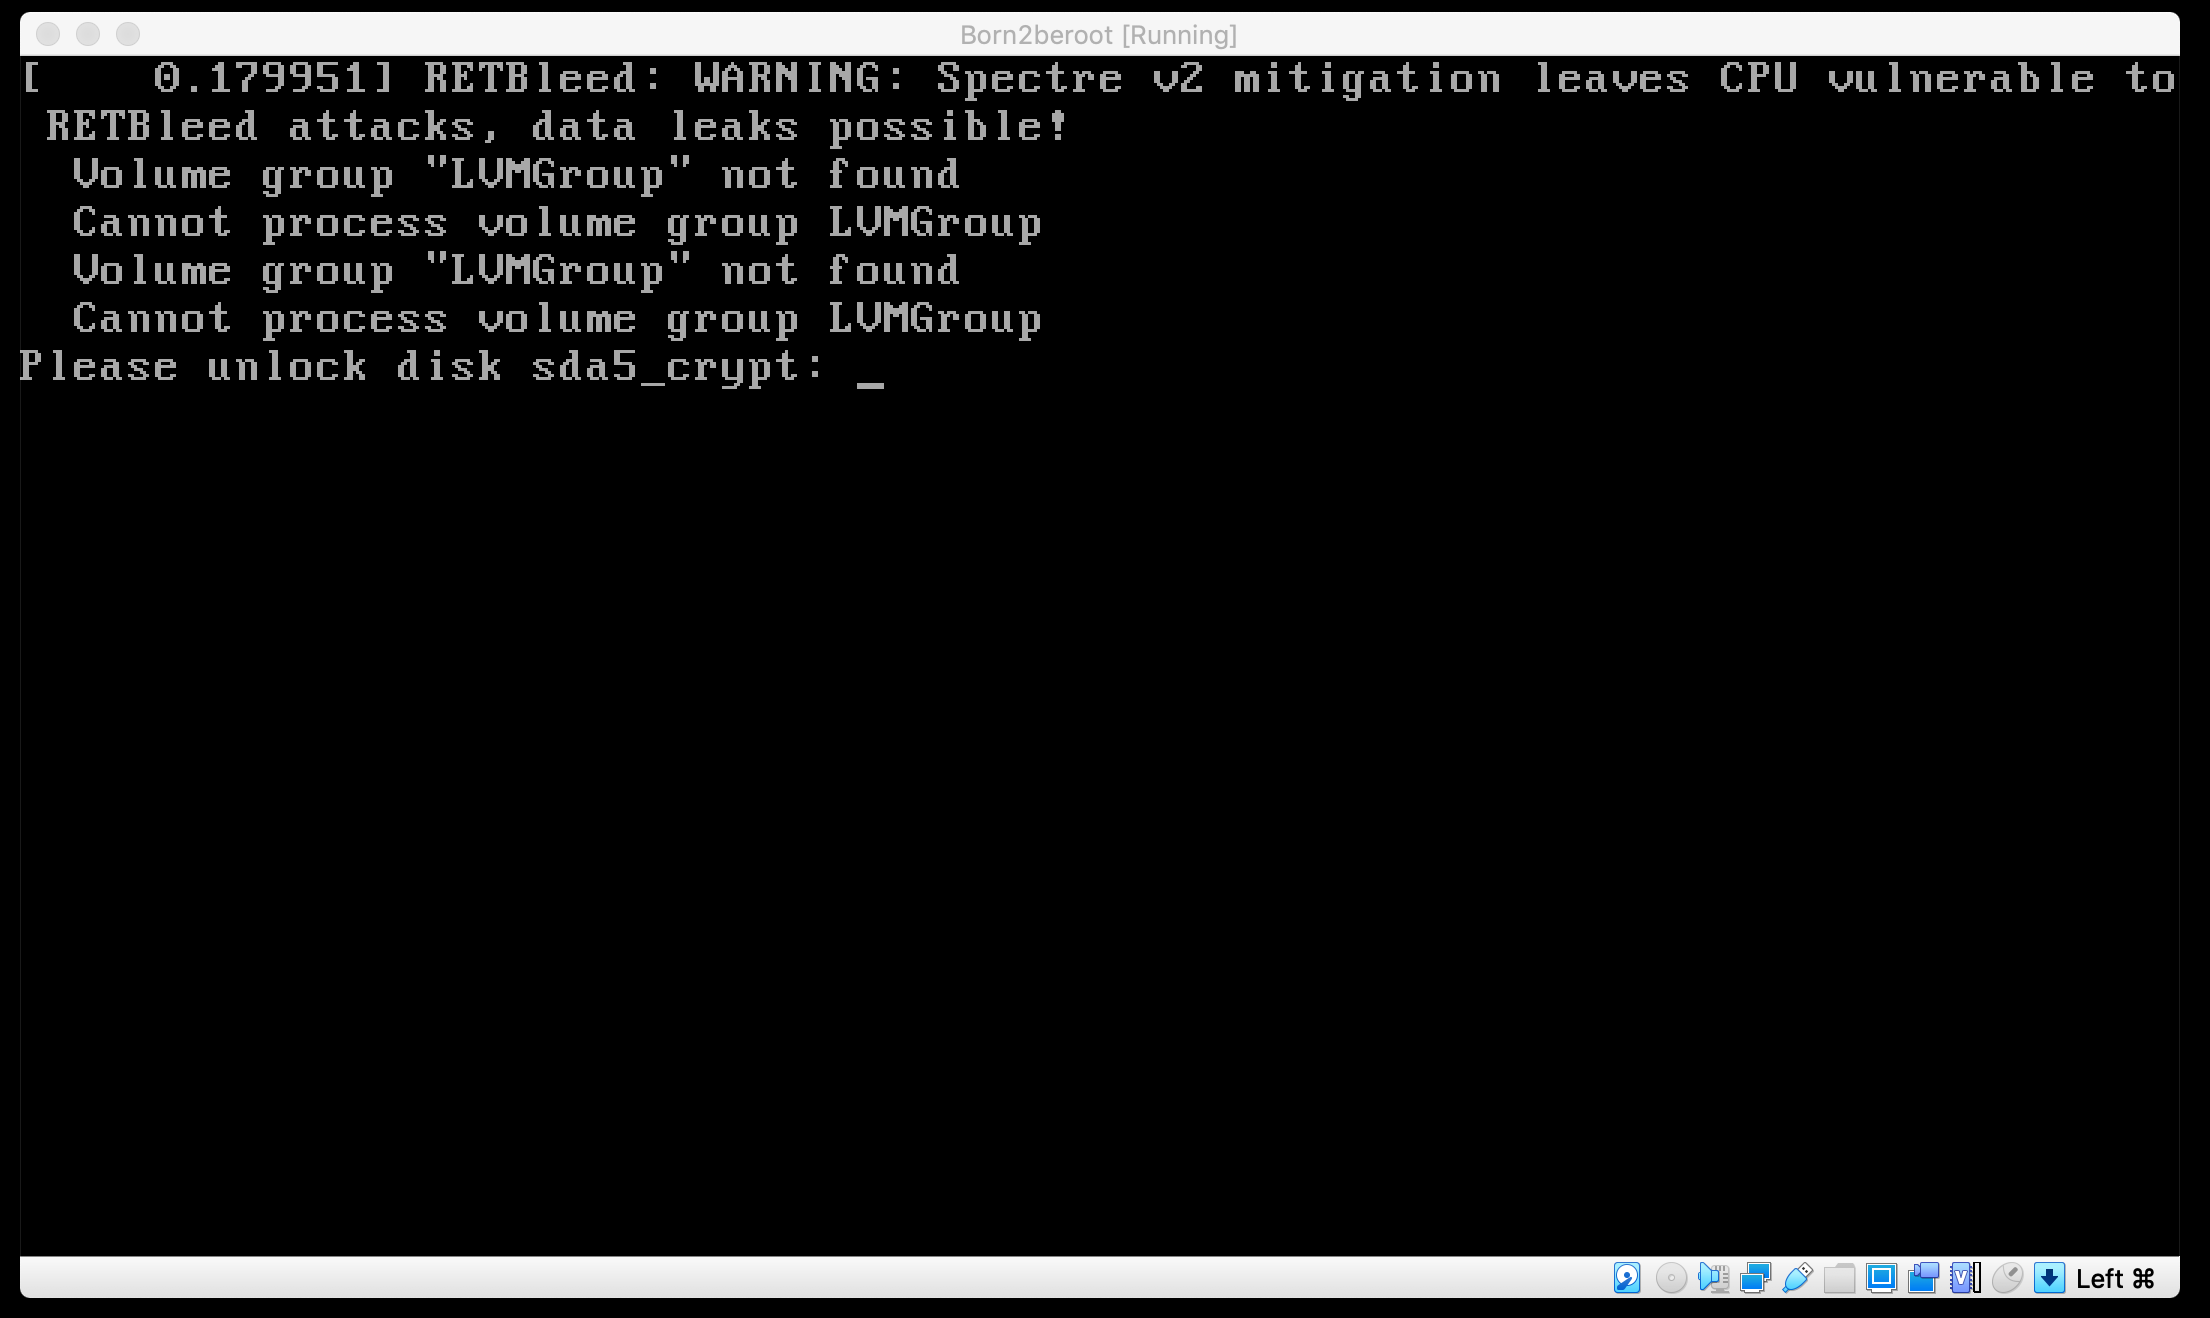 Born2beroot [Running]
[    0.179951] RETBleed: WARNING: Spectre v2 mitigation leaves CPU vulnerable to
 RETBleed attacks, data leaks possible!
  Volume group "LVMGroup" not found
  Cannot process volume group LVMGroup
  Volume group "LVMGroup" not found
  Cannot process volume group LVMGroup
Please unlock disk sda5_crypt: _
Left ⌘